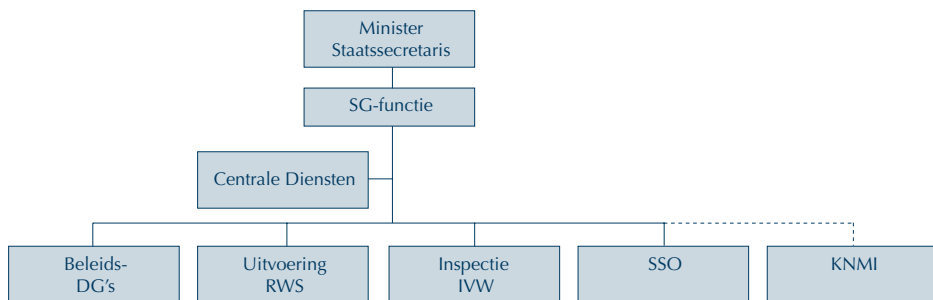 Minister
Staatssecretaris
SG-functie
Centrale Diensten
Beleids-
DG's
Uitvoering
RWS
Inspectie
IVW
SSO
KNMI